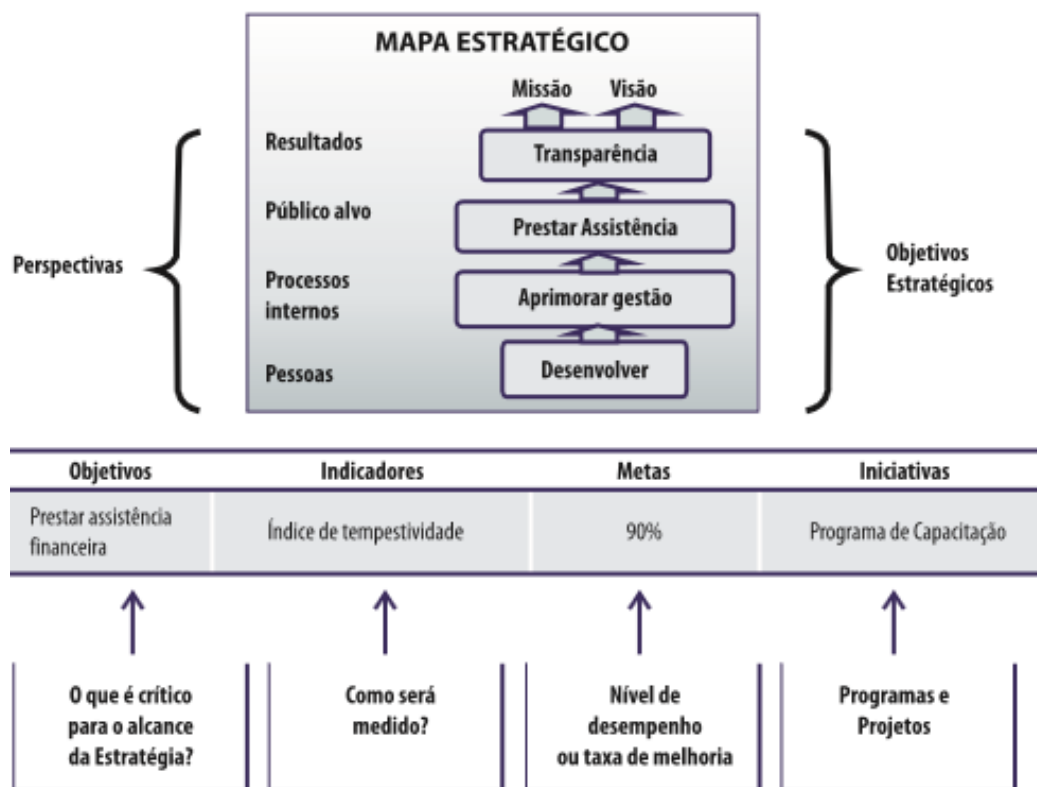 MAPA ESTRATÉGICO
Missão Visão
Resultados
Transparência
Público alvo
Prestar Assistência
Perspectivas
Processos
internos
Aprimorar gestão
Objetivos
Estratégicos
Pessoas
Desenvolver
Objetivos Indicadores Metas Iniciativas
Prestar assistência
financeira
Índice de tempestividade
90%
Programa de Capacitação
O que é crítico
para o alcance
da Estratégia?
Como será
medido?
Nível de
desempenho
ou taxa de melhoria
Programas e
Projetos